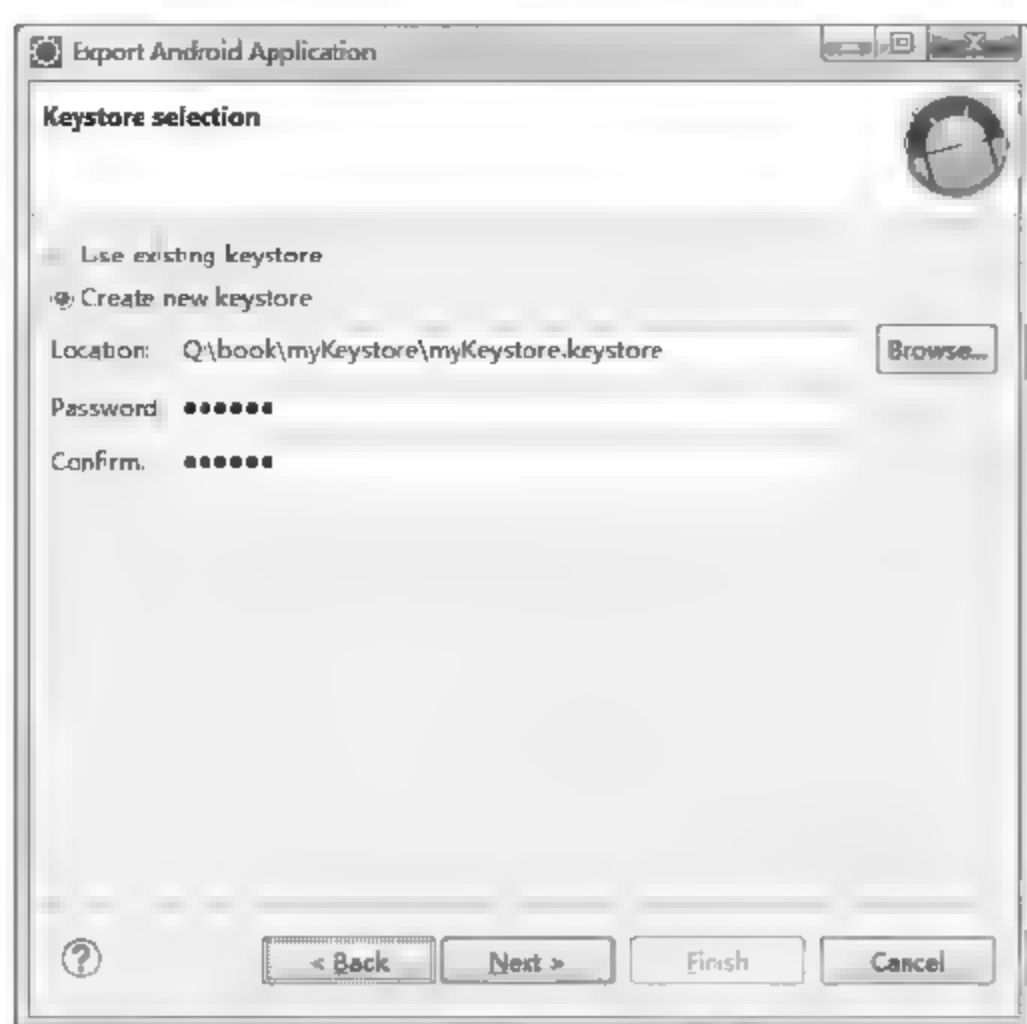 Export Android Application
Keystore selection
Use existing keystore
Create new keystore
Location: Q:\book\myKeystore\myKeystore.keystore Browse...
Password ●●●●●●
Confirm. ●●●●●●
? < Back Next > Finish Cancel